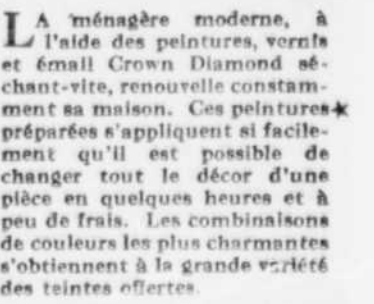 LA ménagère moderne, à
l'aide des peintures, vernis
et émail Crown Diamond sé-
chant-vite, renouvelle constam-
ment sa maison. Ces peintures★
préparées s'appliquent si facile-
ment qu'il est possible de
changer tout le décor d'une
pièce en quelques heures et à
peu de frais. Les combinaisons
de couleurs les plus charmantes
s'obtiennent à la grande variété
des teintes offertes.